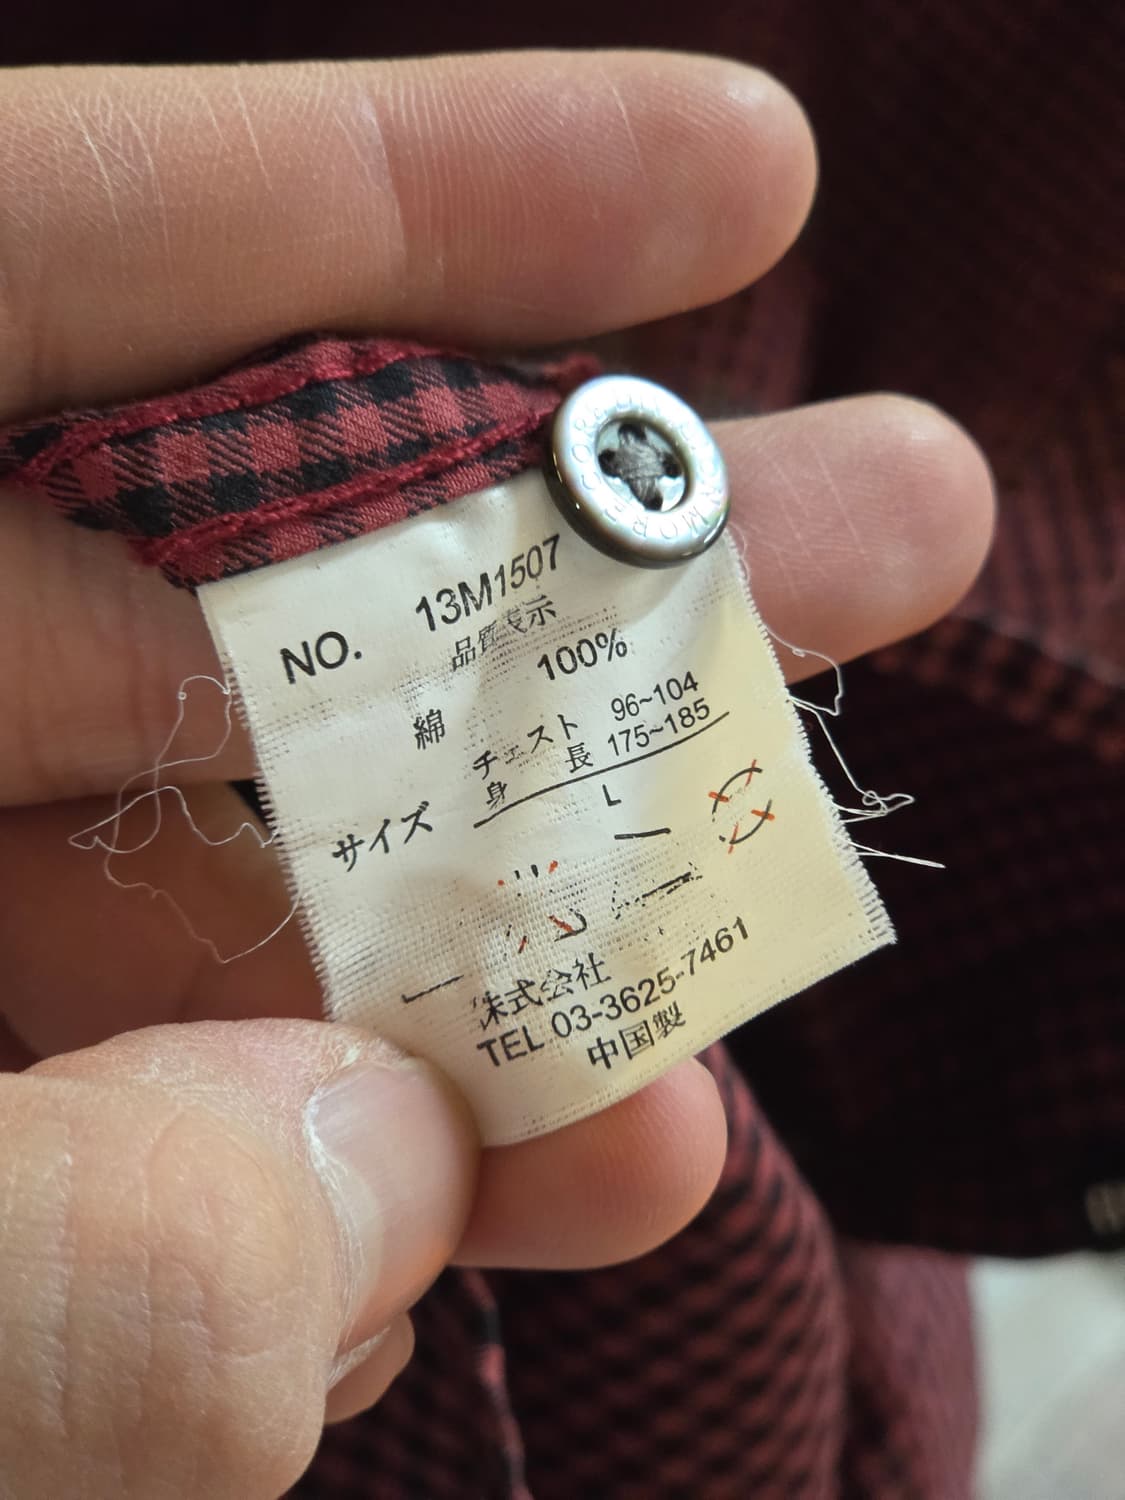 NO. 13M1507
品質表示
綿 100%
サイズ
チェスト 96~104
身長 175~185
L
株式会社
TEL 03-3625-7461
中国製